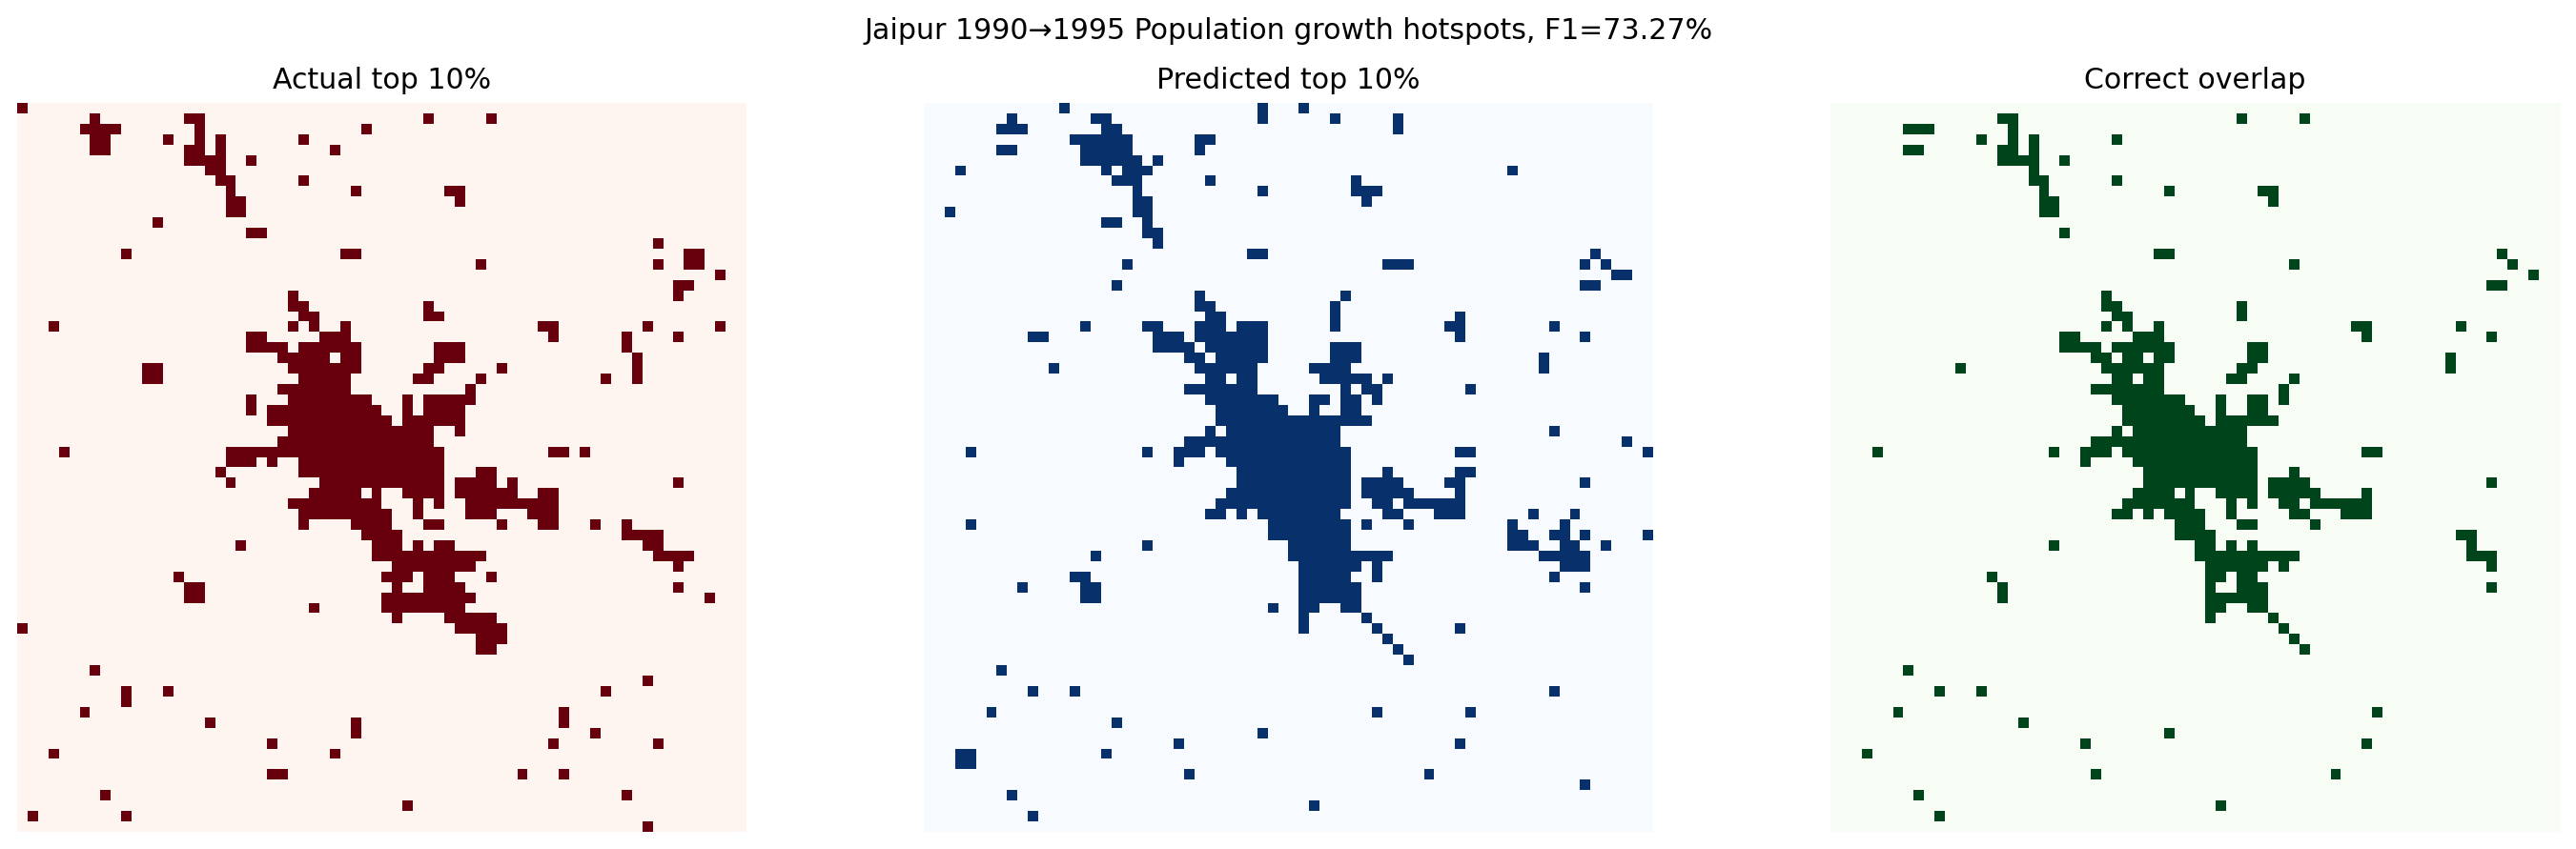 Jaipur 1990→1995 Population growth hotspots, F1=73.27%
Actual top 10%
Predicted top 10%
Correct overlap